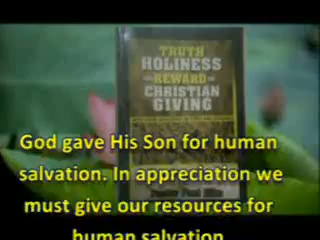 TRUTH
HOLINESS
REWARD
CHRISTIAN
GIVING
God gave His Son for human
salvation. In appreciation we
must give our resources for
human salvation